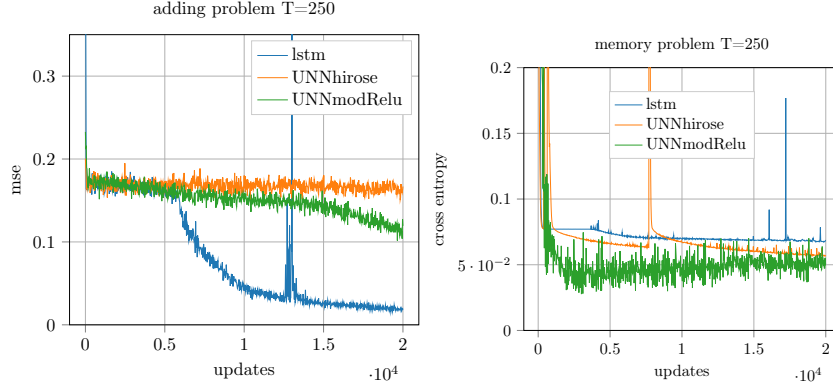 adding problem T=250
0.3
0.2
0.1
0
mse
lstm
UNNhirose
UNNmodRelu
0
0.5
1
1.5
2
updates
·10⁴
memory problem T=250
0.2
0.15
0.1
5·10⁻²
0
cross entropy
lstm
UNNhirose
UNNmodRelu
0
0.5
1
1.5
2
updates
·10⁴